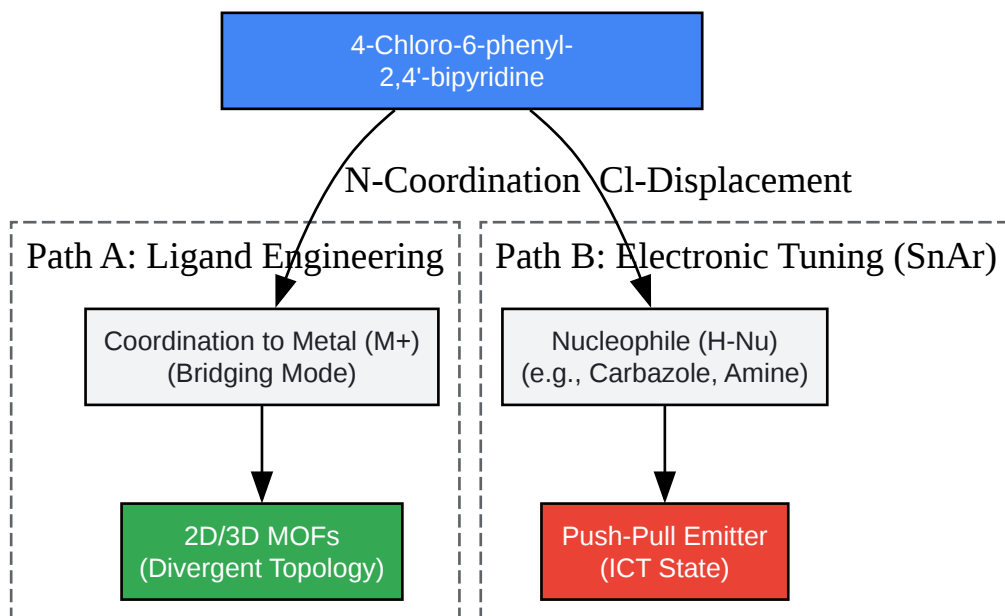 4-Chloro-6-phenyl-
2,4'-bipyridine
N-Coordination
Cl-Displacement
Path A: Ligand Engineering
Path B: Electronic Tuning (SnAr)
Coordination to Metal (M+)
(Bridging Mode)
Nucleophile (H-Nu)
(e.g., Carbazole, Amine)
2D/3D MOFs
(Divergent Topology)
Push-Pull Emitter
(ICT State)